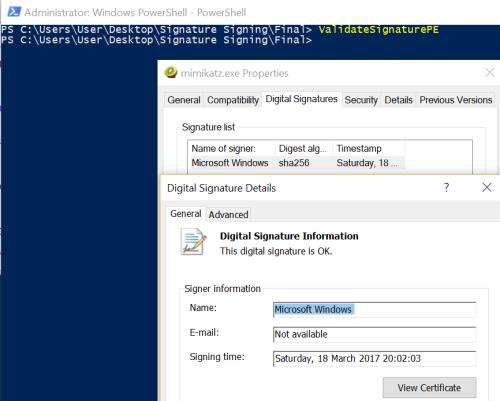 Administrator: Windows PowerShell - PowerShell
PS C:\Users\User\Desktop\Signature Signing\Final> ValidateSignaturePE
PS C:\Users\User\Desktop\Signature Signing\Final>
mimikatz.exe Properties
General Compatibility Digital Signatures Security Details Previous Versions
Signature list
Name of signer: Digest alg... Timestamp
Microsoft Windows sha256 Saturday, 18 ...
Digital Signature Details ? ×
General Advanced
Digital Signature Information
This digital signature is OK.
Signer information
Name: Microsoft Windows
E-mail: Not available
Signing time: Saturday, 18 March 2017 20:02:03
View Certificate